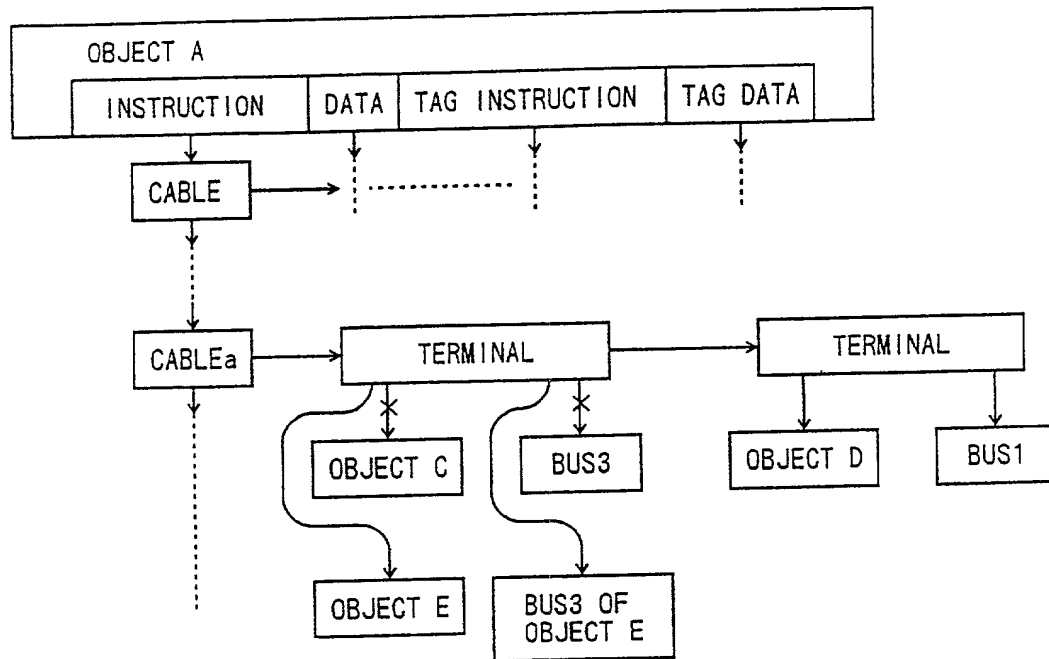 OBJECT A
INSTRUCTION DATA TAG INSTRUCTION TAG DATA
CABLE
CABLEa TERMINAL TERMINAL
OBJECT C BUS3 OBJECT D BUS1
OBJECT E BUS3 OF
OBJECT E